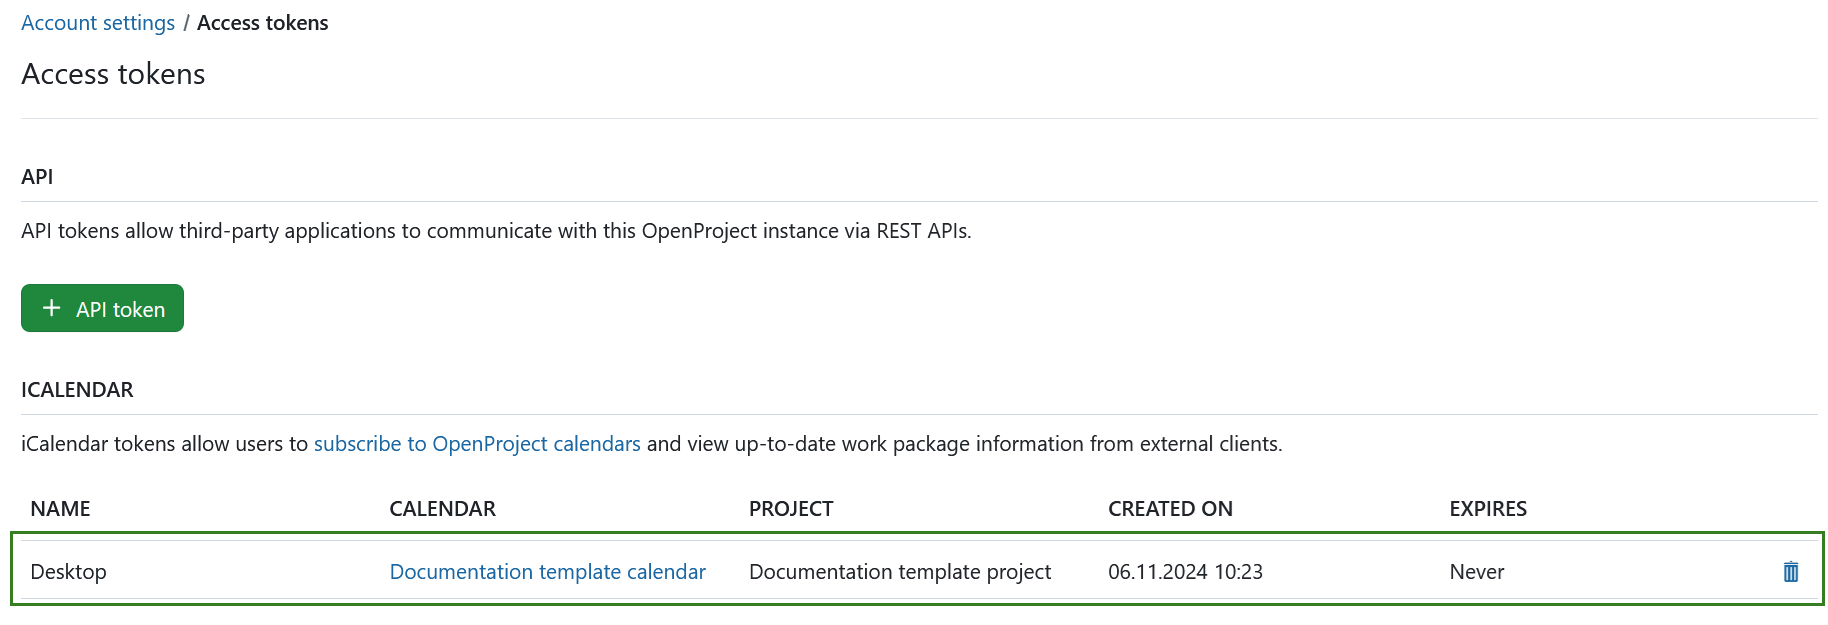 Account settings / Access tokens
Access tokens
API
API tokens allow third-party applications to communicate with this OpenProject instance via REST APIs.
+ API token
ICALENDAR
iCalendar tokens allow users to subscribe to OpenProject calendars and view up-to-date work package information from external clients.
NAME CALENDAR PROJECT CREATED ON EXPIRES
Desktop Documentation template calendar Documentation template project 06.11.2024 10:23 Never